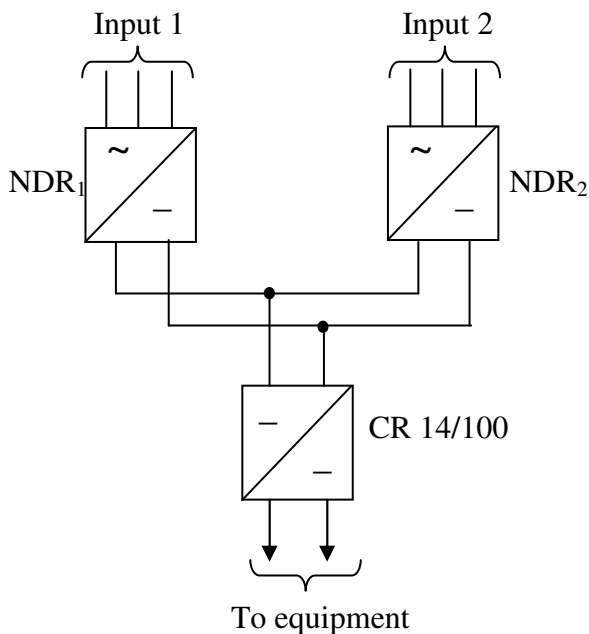 Input 1
Input 2
~
~
NDR₁
–
–
NDR₂
–
CR 14/100
–
To equipment